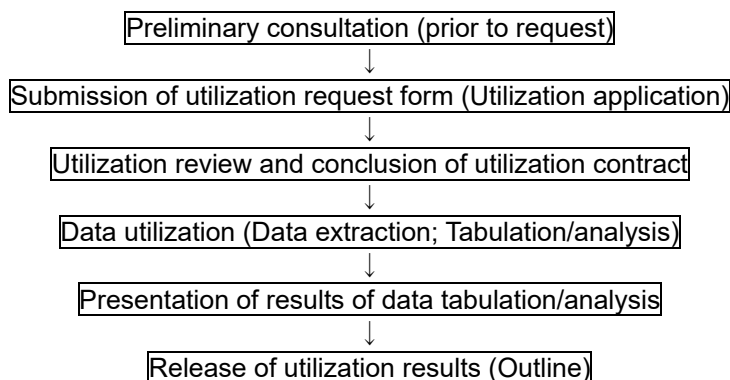 Preliminary consultation (prior to request)
↓
Submission of utilization request form (Utilization application)
↓
Utilization review and conclusion of utilization contract
↓
Data utilization (Data extraction; Tabulation/analysis)
↓
Presentation of results of data tabulation/analysis
↓
Release of utilization results (Outline)